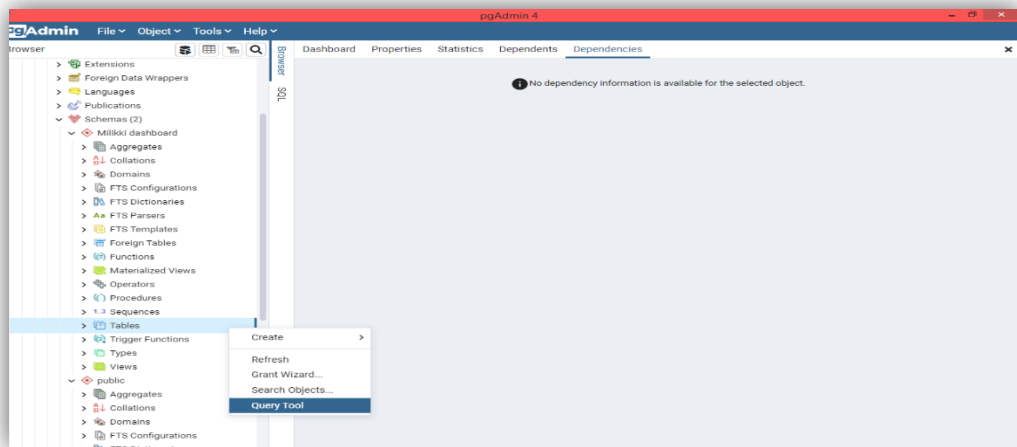 pgAdmin 4
pgAdmin File Object Tools Help
Browser
Dashboard Properties Statistics Dependents Dependencies
Browser
SQL
No dependency information is available for the selected object.
Extensions
Foreign Data Wrappers
Languages
Publications
Schemas (2)
Milikki dashboard
Aggregates
Collations
Domains
FTS Configurations
FTS Dictionaries
Aa FTS Parsers
FTS Templates
Foreign Tables
Functions
Materialized Views
Operators
Procedures
1..3 Sequences
Tables
Trigger Functions
Types
Views
public
Aggregates
Collations
Domains
FTS Configurations
Create
Refresh
Grant Wizard...
Search Objects...
Query Tool